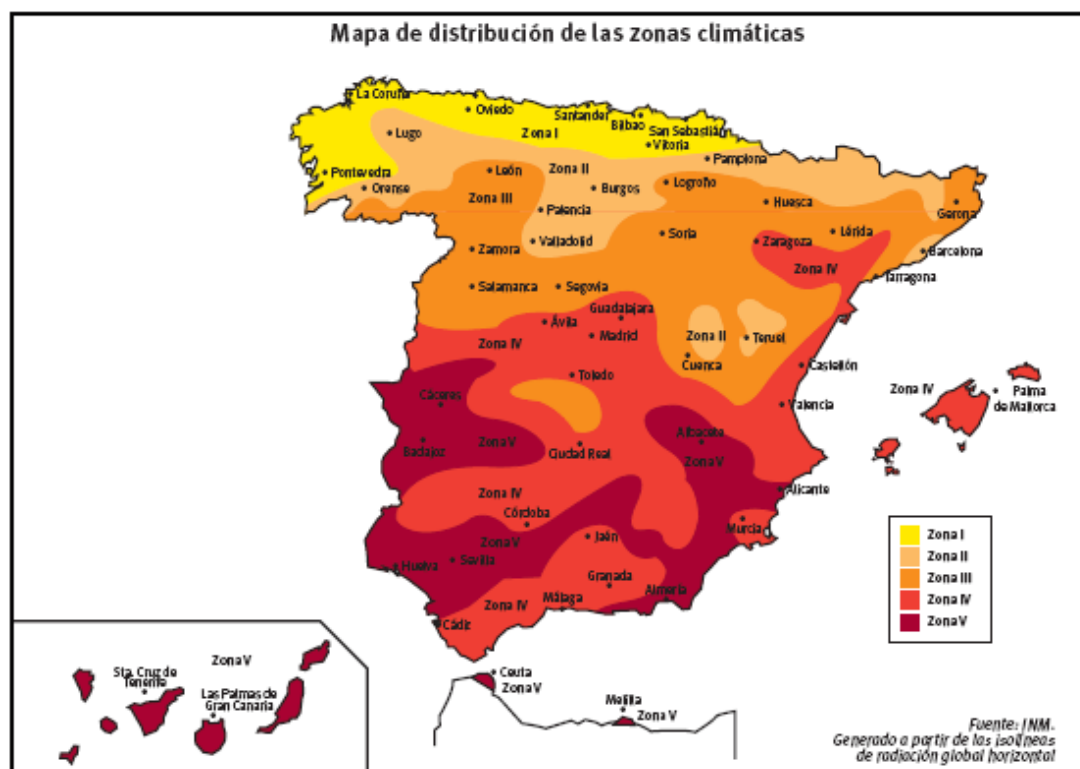 Mapa de distribución de las zonas climáticas
La Coruña
Oviedo
Santander
Bilbao
San Sebastián
Zona I
Lugo
Vitoria
Pamplona
Pontevedra
León
Zona II
Orense
Burgos
Logroño
Zona III
Palencia
Huesca
Gerona
Soria
Lérida
Zamora
Valladolid
Zaragoza
Barcelona
Zona IV
Tarragona
Salamanca
Segovia
Guadalajara
Ávila
Madrid
Zona II
Teruel
Zona IV
Cuenca
Castellón
Toledo
Zona IV
Palma
de Mallorca
Cáceres
Valencia
Albacete
Badajoz
Zona V
Ciudad Real
Zona V
Zona IV
Alicante
Córdoba
Murcia
Zona V
Jaén
Huelva
Sevilla
Granada
Almería
Zona IV
Málaga
Cádiz
Zona I
Zona II
Zona III
Zona IV
Zona V
Zona V
Sta. Cruz de
Tenerife
Las Palmas de
Gran Canaria
Ceuta
Zona V
Melilla
Zona V
Fuente: INM.
Generado a partir de las isolíneas
de radiación global horizontal